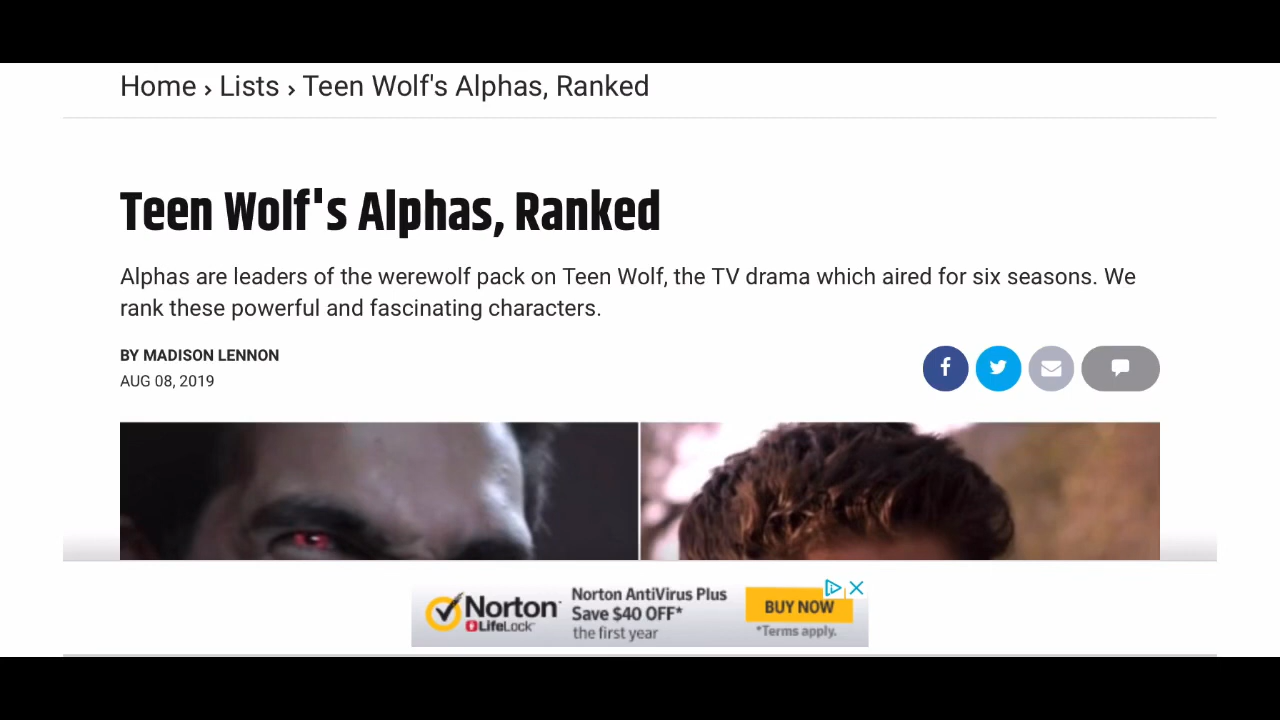 Home › Lists › Teen Wolf's Alphas, Ranked
Teen Wolf's Alphas, Ranked
Alphas are leaders of the werewolf pack on Teen Wolf, the TV drama which aired for six seasons. We
rank these powerful and fascinating characters.
BY MADISON LENNON
AUG 08, 2019
Norton
LifeLock
Norton AntiVirus Plus
Save $40 OFF*
the first year
BUY NOW
*Terms apply.